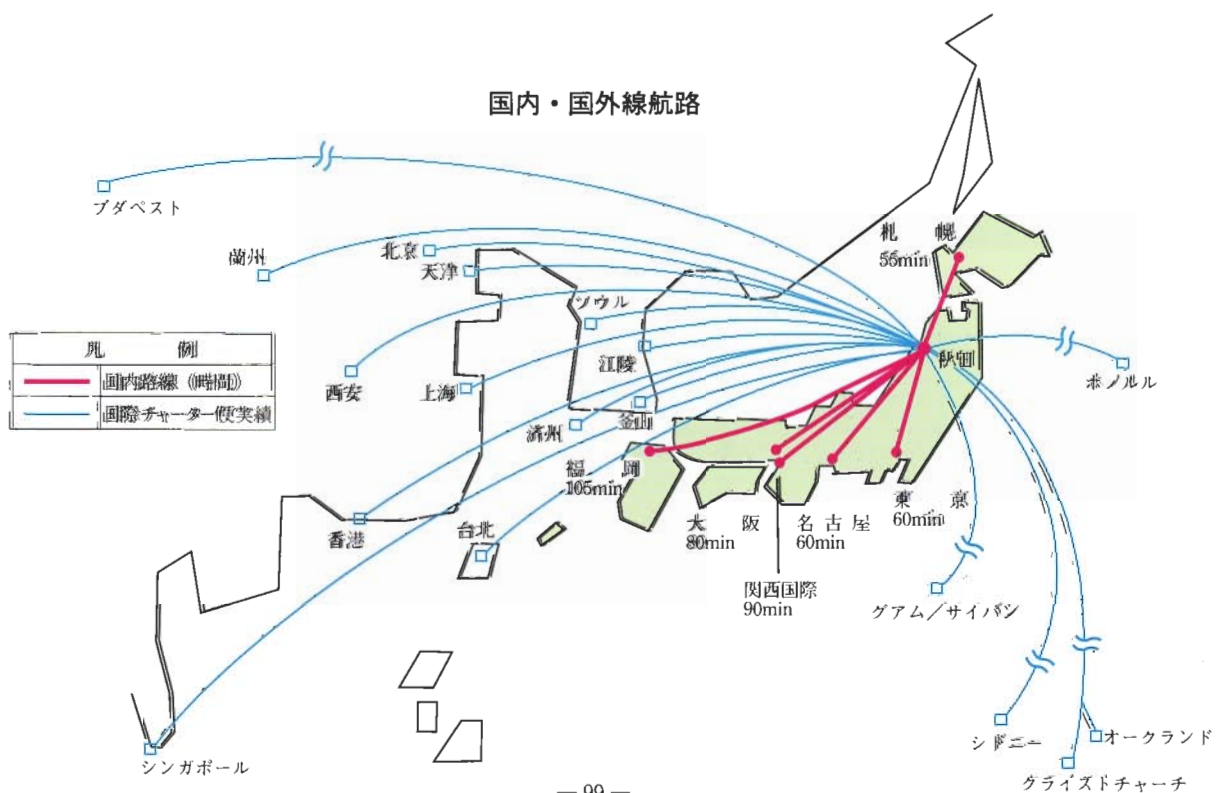 国内・国外線航路
ブダペスト
蘭州
北京
天津
ソウル
札幌
55min
凡例
国内路線(時間)
国際チャーター便実績
西安
上海
江陵
釜山
済州
秋田
ホノルル
福岡
105min
大阪
80min
名古屋
60min
東京
60min
関西国際
90min
香港
台北
グアム/サイパン
シンガポール
シドニー
オークランド
クライストチャーチ
— 99 —